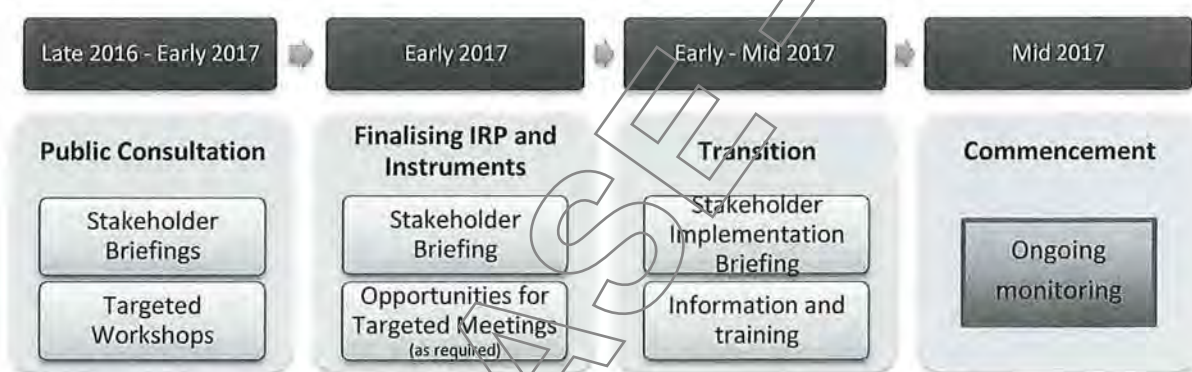 Late 2016 - Early 2017
Early 2017
Early - Mid 2017
Mid 2017
Public Consultation
Stakeholder
Briefings
Targeted
Workshops
Finalising IRP and
Instruments
Stakeholder
Briefing
Opportunities for
Targeted Meetings
(as required)
Transition
Stakeholder
Implementation
Briefing
Information and
training
Commencement
Ongoing
monitoring